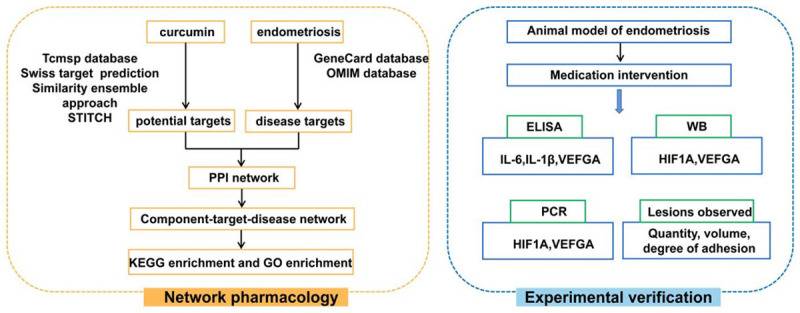 curcumin
endometriosis
Tcmsp database
Swiss target prediction
Similarity ensemble
approach
STITCH
GeneCard database
OMIM database
potential targets
disease targets
PPI network
Component-target-disease network
KEGG enrichment and GO enrichment
Network pharmacology
Animal model of endometriosis
Medication intervention
ELISA
IL-6,IL-1β,VEFGA
WB
HIF1A,VEFGA
PCR
HIF1A,VEFGA
Lesions observed
Quantity, volume,
degree of adhesion
Experimental verification